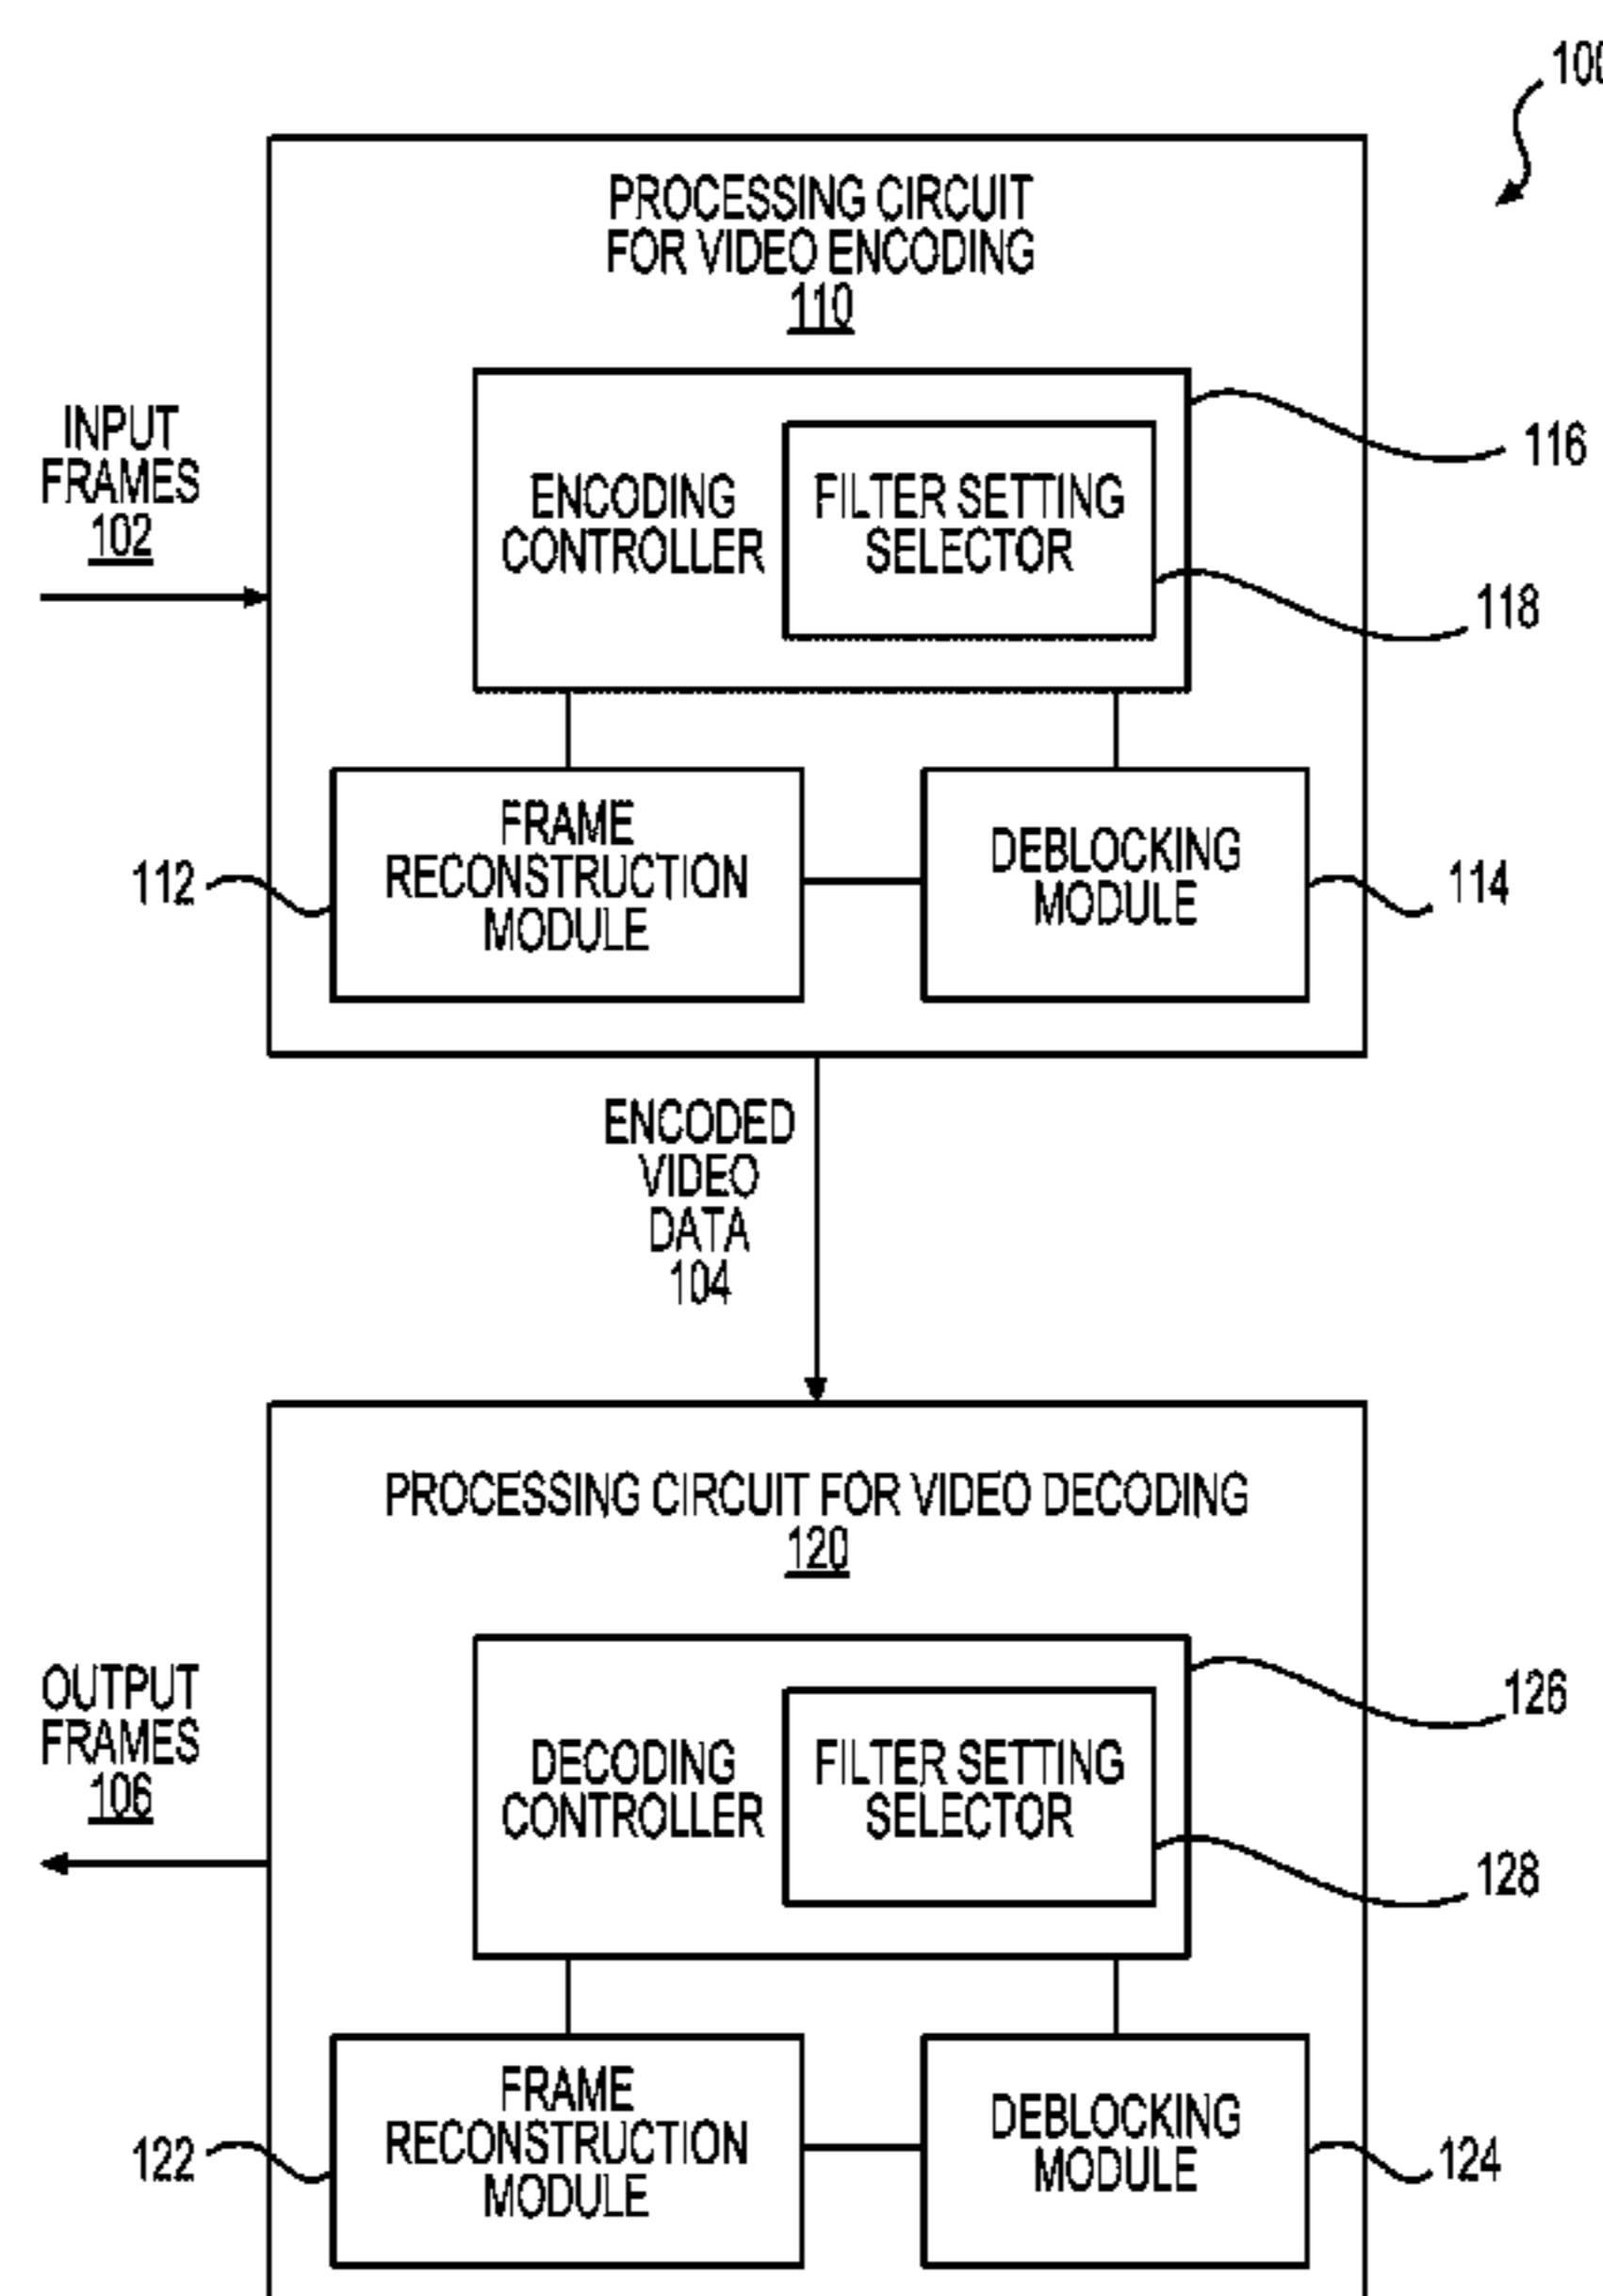 PROCESSING CIRCUIT
FOR VIDEO ENCODING
110
INPUT
FRAMES
102
ENCODING
CONTROLLER
FILTER SETTING
SELECTOR
116
118
FRAME
RECONSTRUCTION
MODULE
112
DEBLOCKING
MODULE
114
ENCODED
VIDEO
DATA
104
PROCESSING CIRCUIT FOR VIDEO DECODING
120
OUTPUT
FRAMES
106
DECODING
CONTROLLER
FILTER SETTING
SELECTOR
126
128
FRAME
RECONSTRUCTION
MODULE
122
DEBLOCKING
MODULE
124